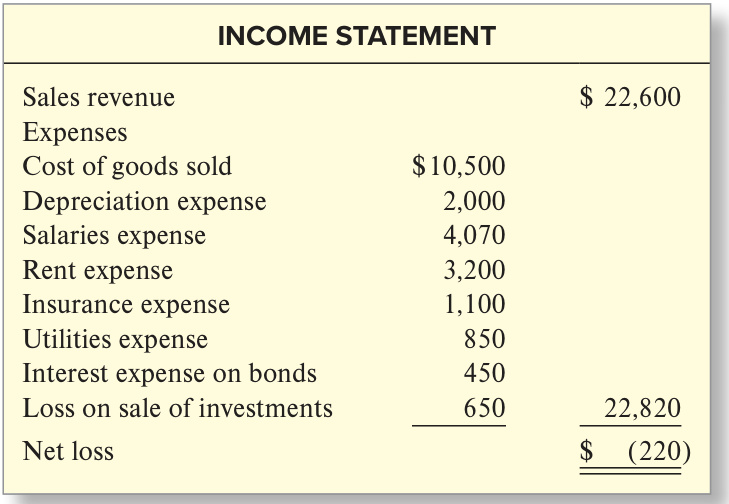 INCOME STATEMENT
Sales revenue $ 22,600
Expenses
Cost of goods sold $10,500
Depreciation expense 2,000
Salaries expense 4,070
Rent expense 3,200
Insurance expense 1,100
Utilities expense 850
Interest expense on bonds 450
Loss on sale of investments 650 22,820
Net loss $ (220)